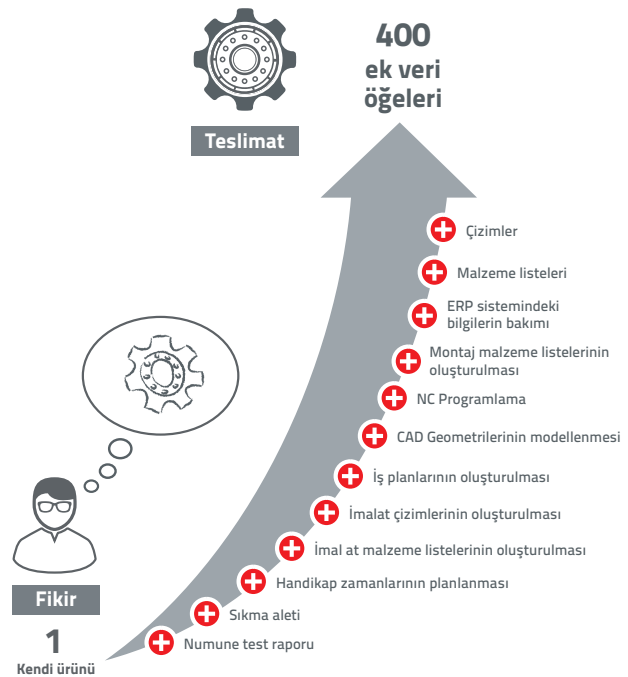 400
ek veri
öğeleri
Teslimat
Çizimler
Malzeme listeleri
ERP sistemindeki
bilgilerin bakımı
Montaj malzeme listelerinin
oluşturulması
NC Programlama
CAD Geometrilerinin modellenmesi
İş planlarının oluşturulması
İmalat çizimlerinin oluşturulması
İmal at malzeme listelerinin oluşturulması
Handikap zamanlarının planlanması
Sıkma aleti
Numune test raporu
Fikir
1
Kendi ürünü